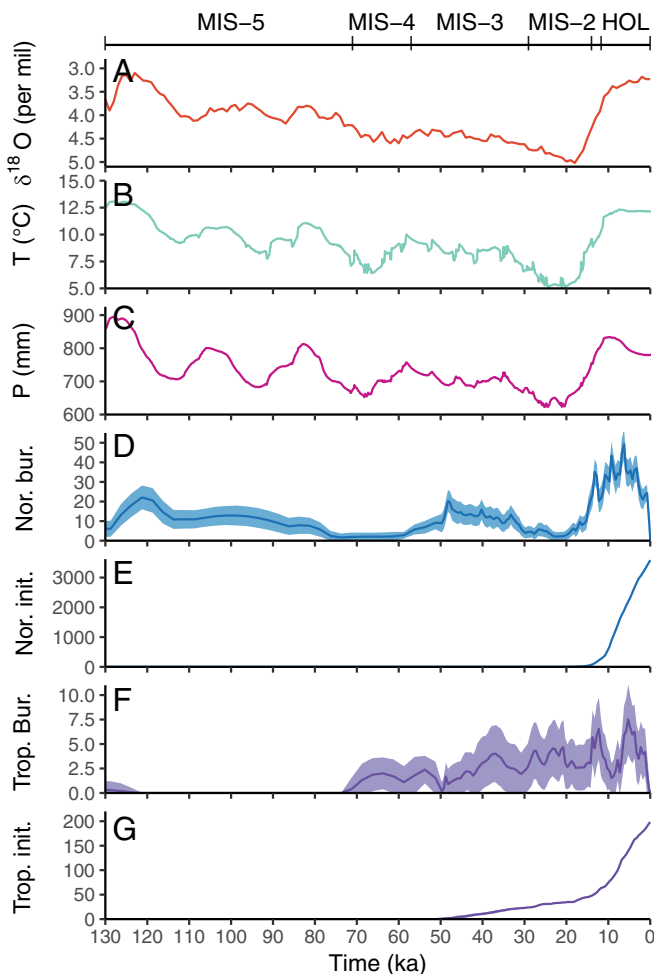 MIS−5 MIS−4 MIS−3 MIS−2 HOL
A
δ18 O (per mil)
3.0
3.5
4.0
4.5
5.0
B
T (°C)
15.0
12.5
10.0
7.5
5.0
C
P (mm)
900
800
700
600
D
Nor. bur.
50
40
30
20
10
0
E
Nor. init.
3000
2000
1000
0
F
Trop. Bur.
10.0
7.5
5.0
2.5
0.0
G
Trop. init.
200
150
100
50
0
130 120 110 100 90 80 70 60 50 40 30 20 10 0
Time (ka)